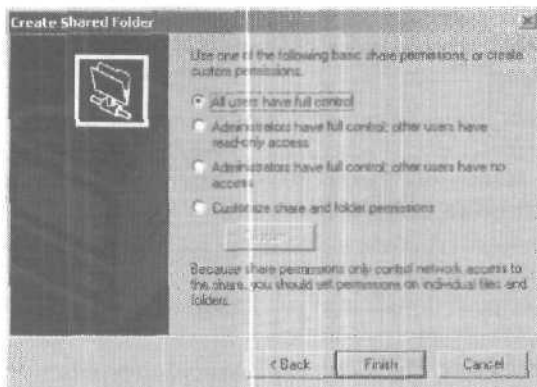 Create Shared Folder
Use one of the following basic share permissions, or create
custom permissions.
All users have full control
Administrators have full control; other users have
read-only access
Administrators have full control; other users have no
access
Customize share and folder permissions
Because share permissions only control network access to
the share, you should set permissions on individual files and
folders.
< Back
Finish
Cancel